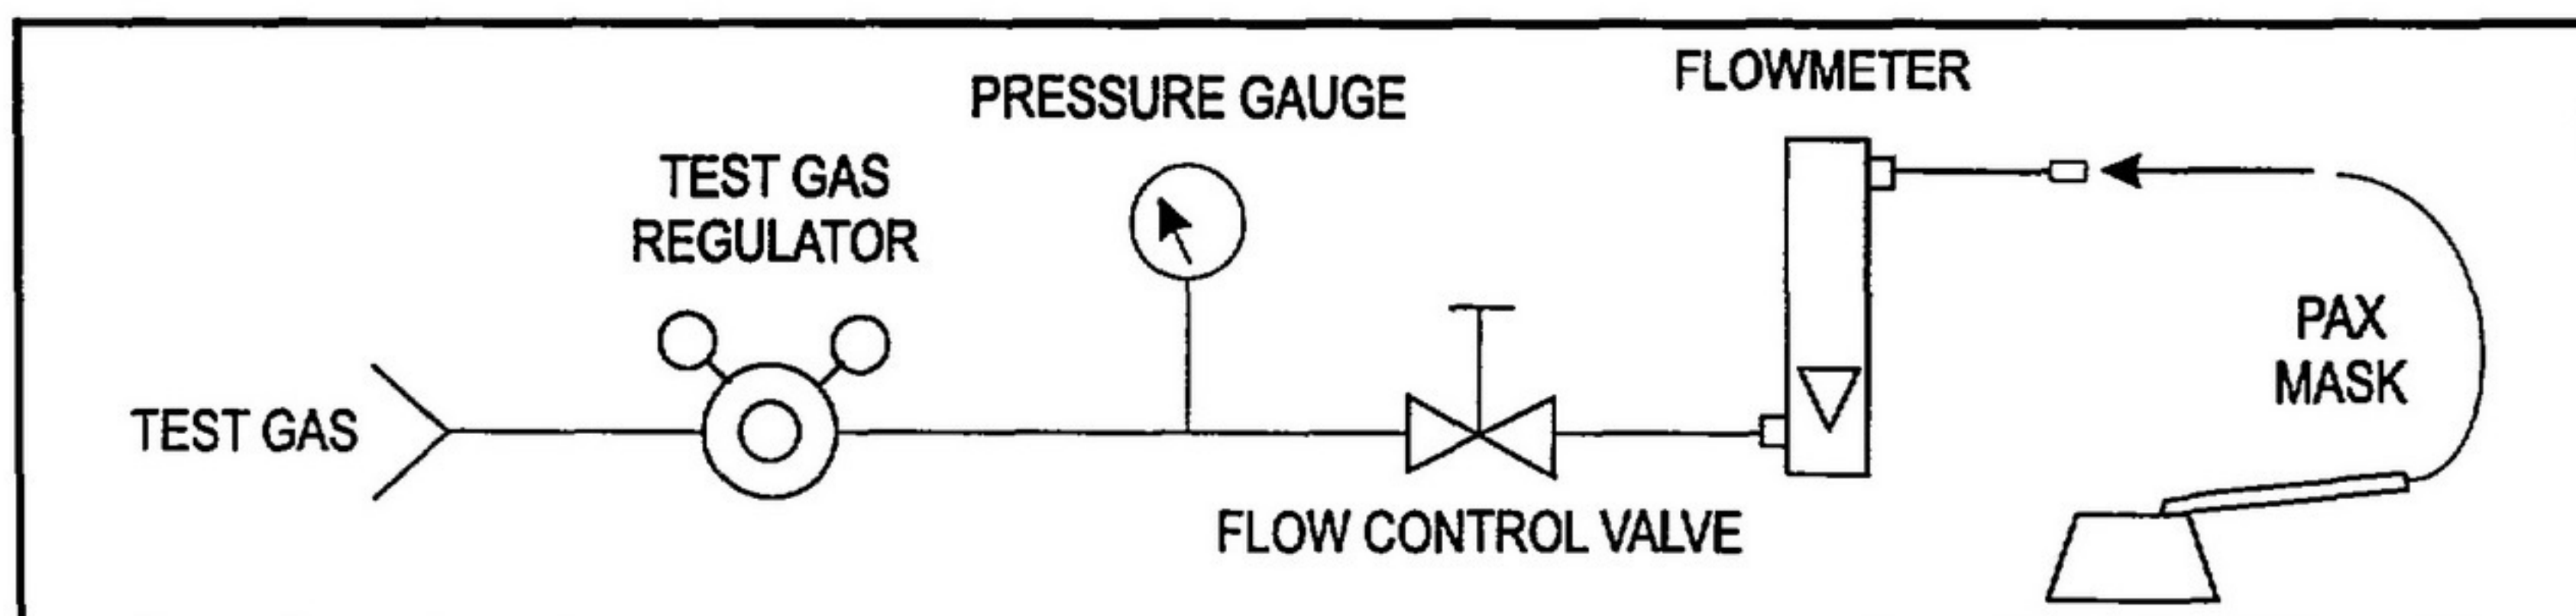 FLOWMETER
PRESSURE GAUGE
TEST GAS
REGULATOR
PAX
MASK
TEST GAS
FLOW CONTROL VALVE